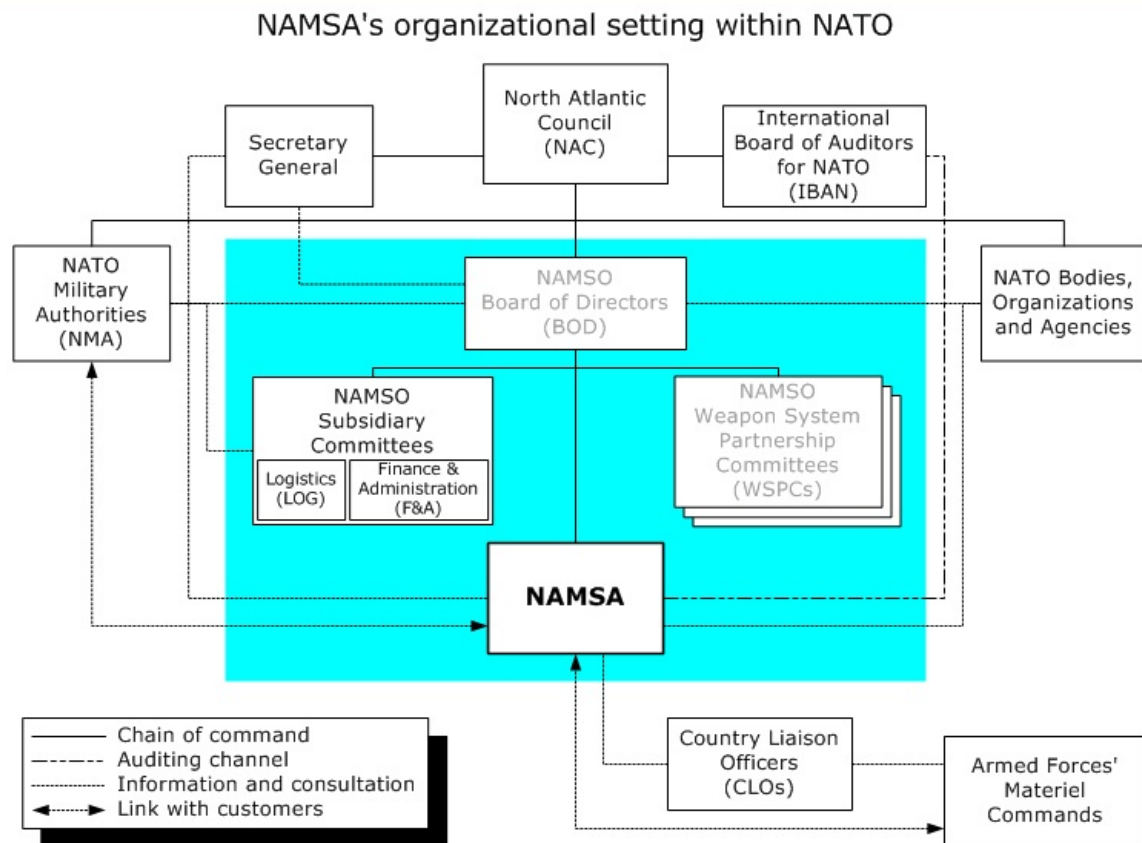 NAMSA's organizational setting within NATO
North Atlantic
Council
(NAC)
Secretary
General
International
Board of Auditors
for NATO
(IBAN)
NATO
Military
Authorities
(NMA)
NAMSO
Board of Directors
(BOD)
NATO Bodies,
Organizations
and Agencies
NAMSO
Subsidiary
Committees
Logistics
(LOG)
Finance &
Administration
(F&A)
NAMSO
Weapon System
Partnership
Committees
(WSPCs)
NAMSA
Chain of command
Auditing channel
Information and consultation
Link with customers
Country Liaison
Officers
(CLOs)
Armed Forces'
Materiel
Commands